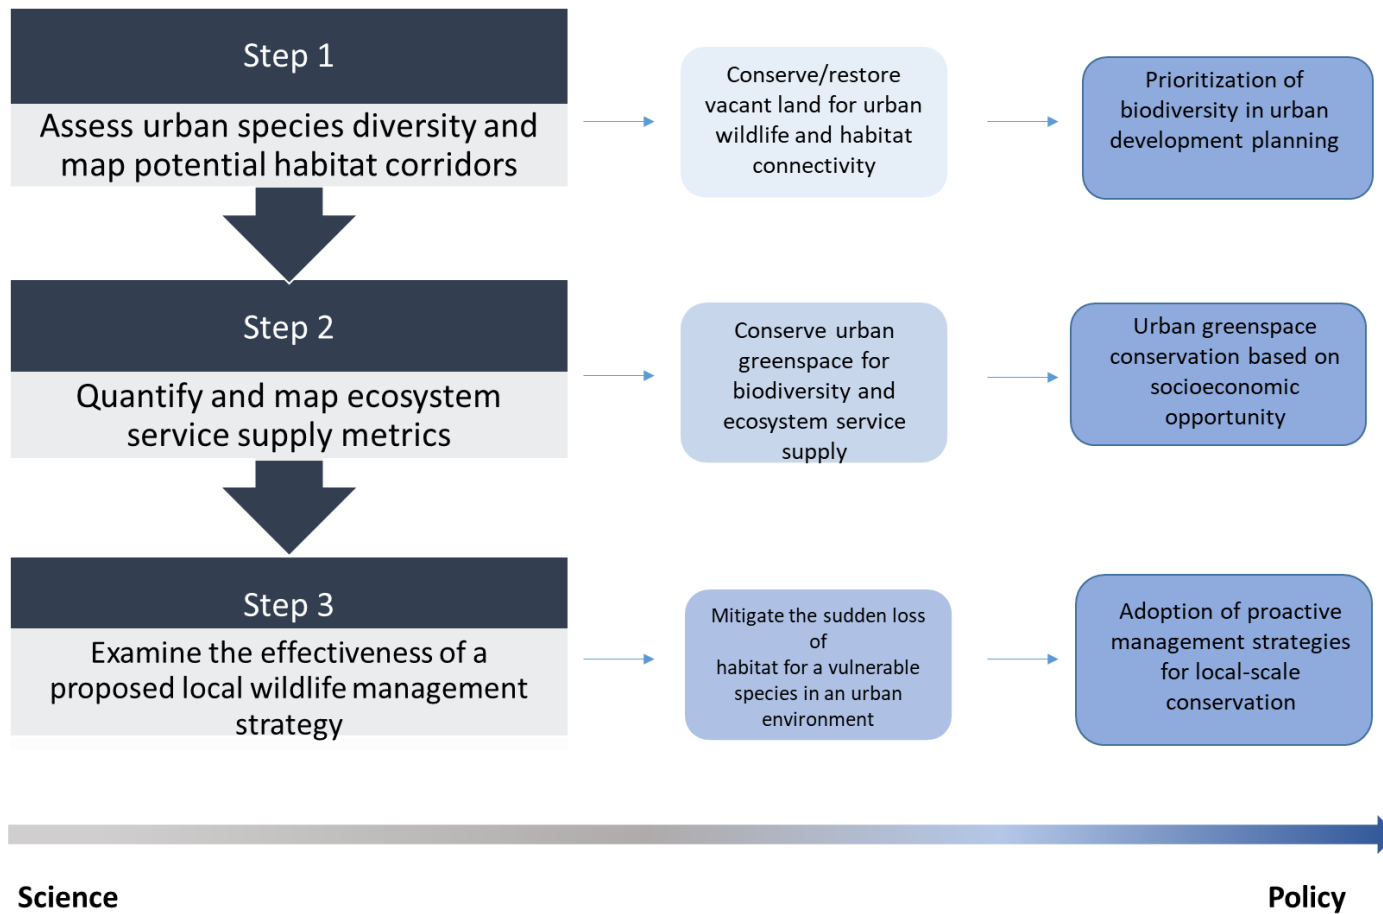 Step 1
Assess urban species diversity and
map potential habitat corridors
Conserve/restore
vacant land for urban
wildlife and habitat
connectivity
Prioritization of
biodiversity in urban
development planning
Step 2
Quantify and map ecosystem
service supply metrics
Conserve urban
greenspace for
biodiversity and
ecosystem service
supply
Urban greenspace
conservation based on
socioeconomic
opportunity
Step 3
Examine the effectiveness of a
proposed local wildlife management
strategy
Mitigate the sudden loss
of
habitat for a vulnerable
species in an urban
environment
Adoption of proactive
management strategies
for local-scale
conservation
Science
Policy